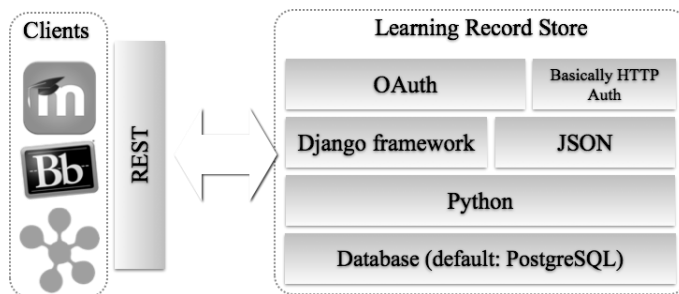 Clients
m
Bb
REST
Learning Record Store
OAuth
Basically HTTP
Auth
Django framework
JSON
Python
Database (default: PostgreSQL)